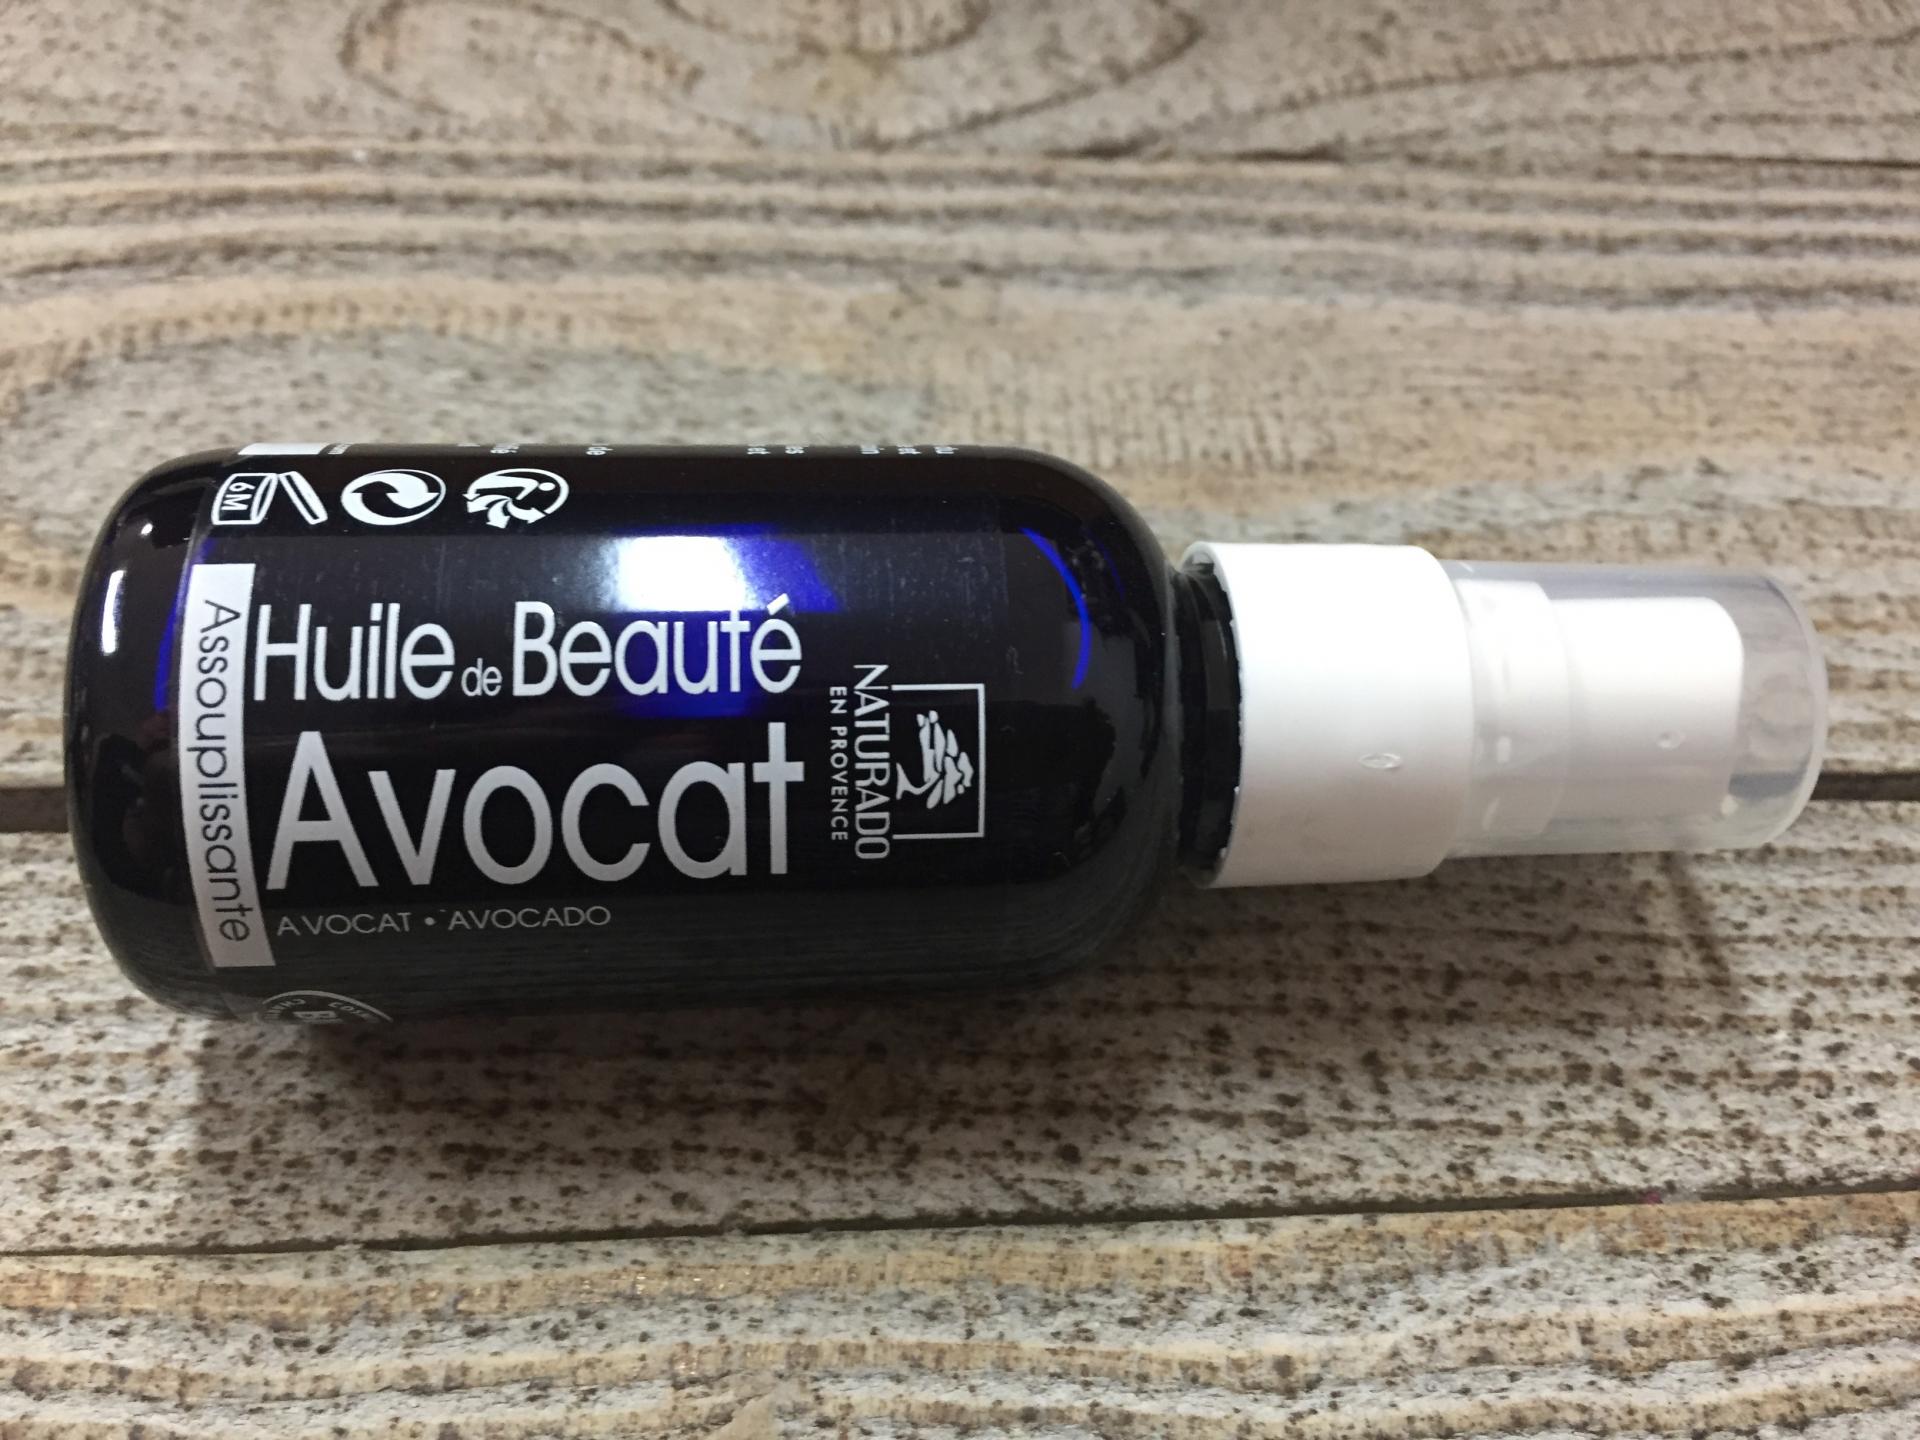 NATURADO
EN PROVENCE
Huile de Beauté
Avocat
AVOCAT • AVOCADO
Assouplissante
6M